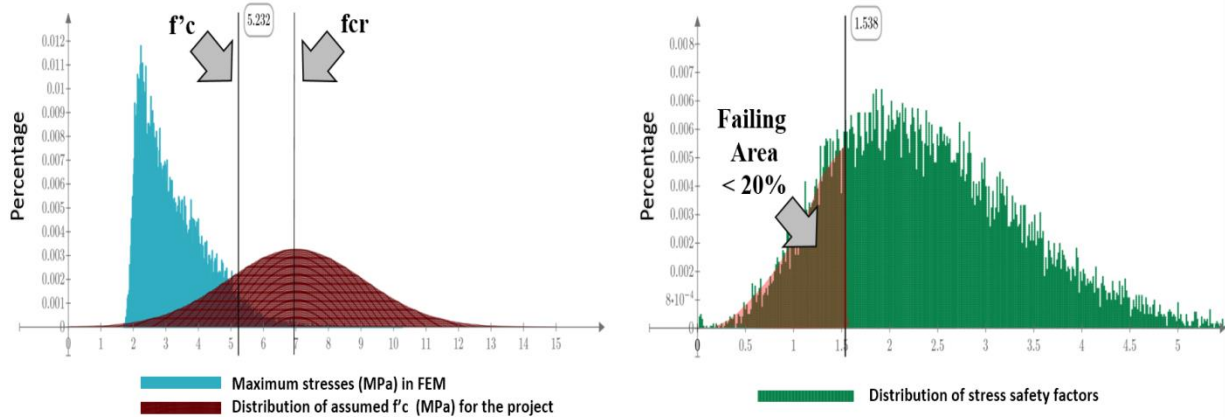 f'c
5.232
fcr
Percentage
0.012
0.011
0.01
0.009
0.008
0.007
0.006
0.005
0.004
0.003
0.002
0.001
0
0 1 2 3 4 5 6 7 8 9 10 11 12 13 14 15
Maximum stresses (MPa) in FEM
Distribution of assumed f'c (MPa) for the project
1.538
Percentage
Failing
Area
< 20%
0.008
0.007
0.006
0.006
0.005
0.004
0.003
0.002
0.002
8•10⁻⁴
0
0 0.5 1 1.5 2 2.5 3 3.5 4 4.5 5
Distribution of stress safety factors